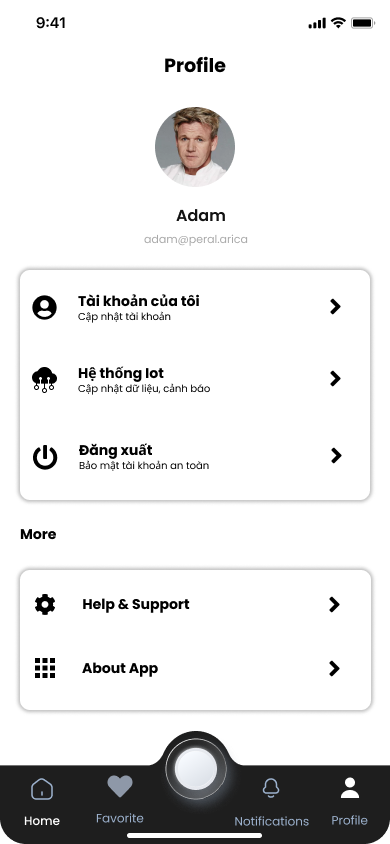 9:41
Profile
Adam
adam@peral.arica
Tài khoản của tôi
Cập nhật tài khoản
Hệ thống Iot
Cập nhật dữ liệu, cảnh báo
Đăng xuất
Bảo mật tài khoản an toàn
More
Help & Support
About App
Home
Favorite
Notifications
Profile